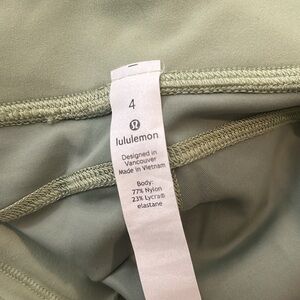 4
lululemon
Designed in
Vancouver
Made in Vietnam
Body:
77% Nylon
23% Lycra®
elastane